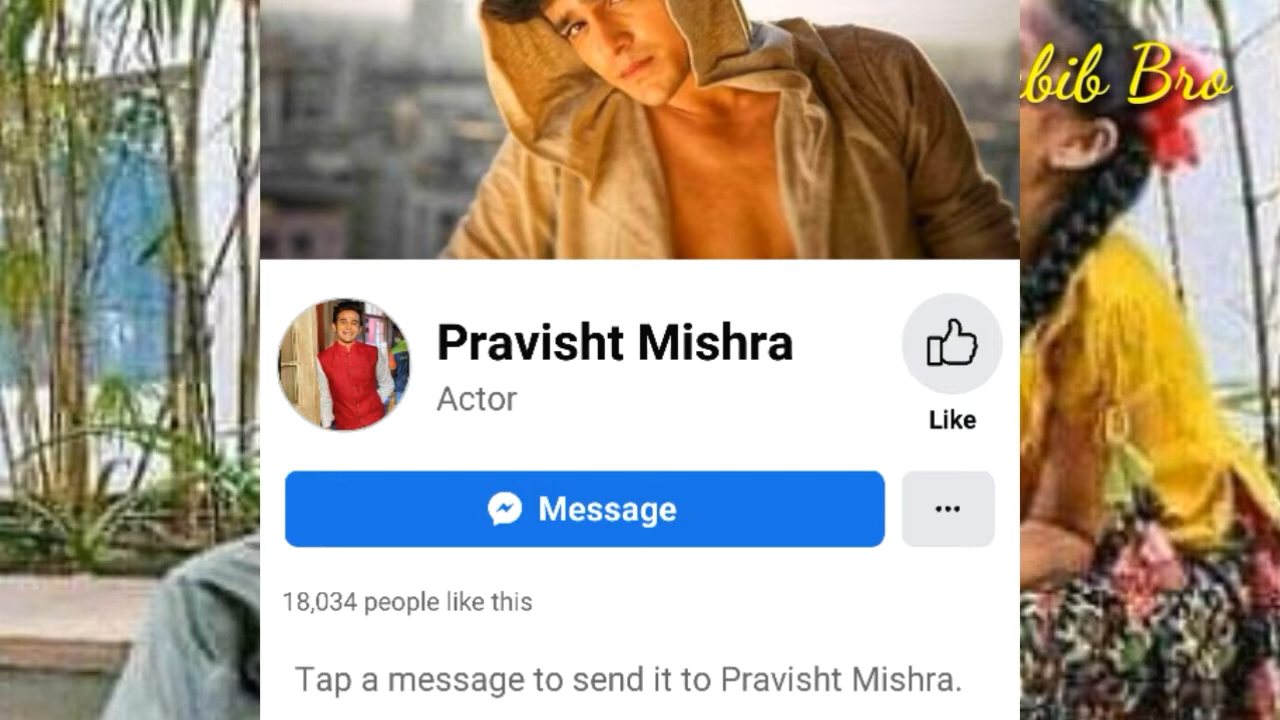 bib Bro
Pravisht Mishra
Actor
Like
Message
18,034 people like this
Tap a message to send it to Pravisht Mishra.